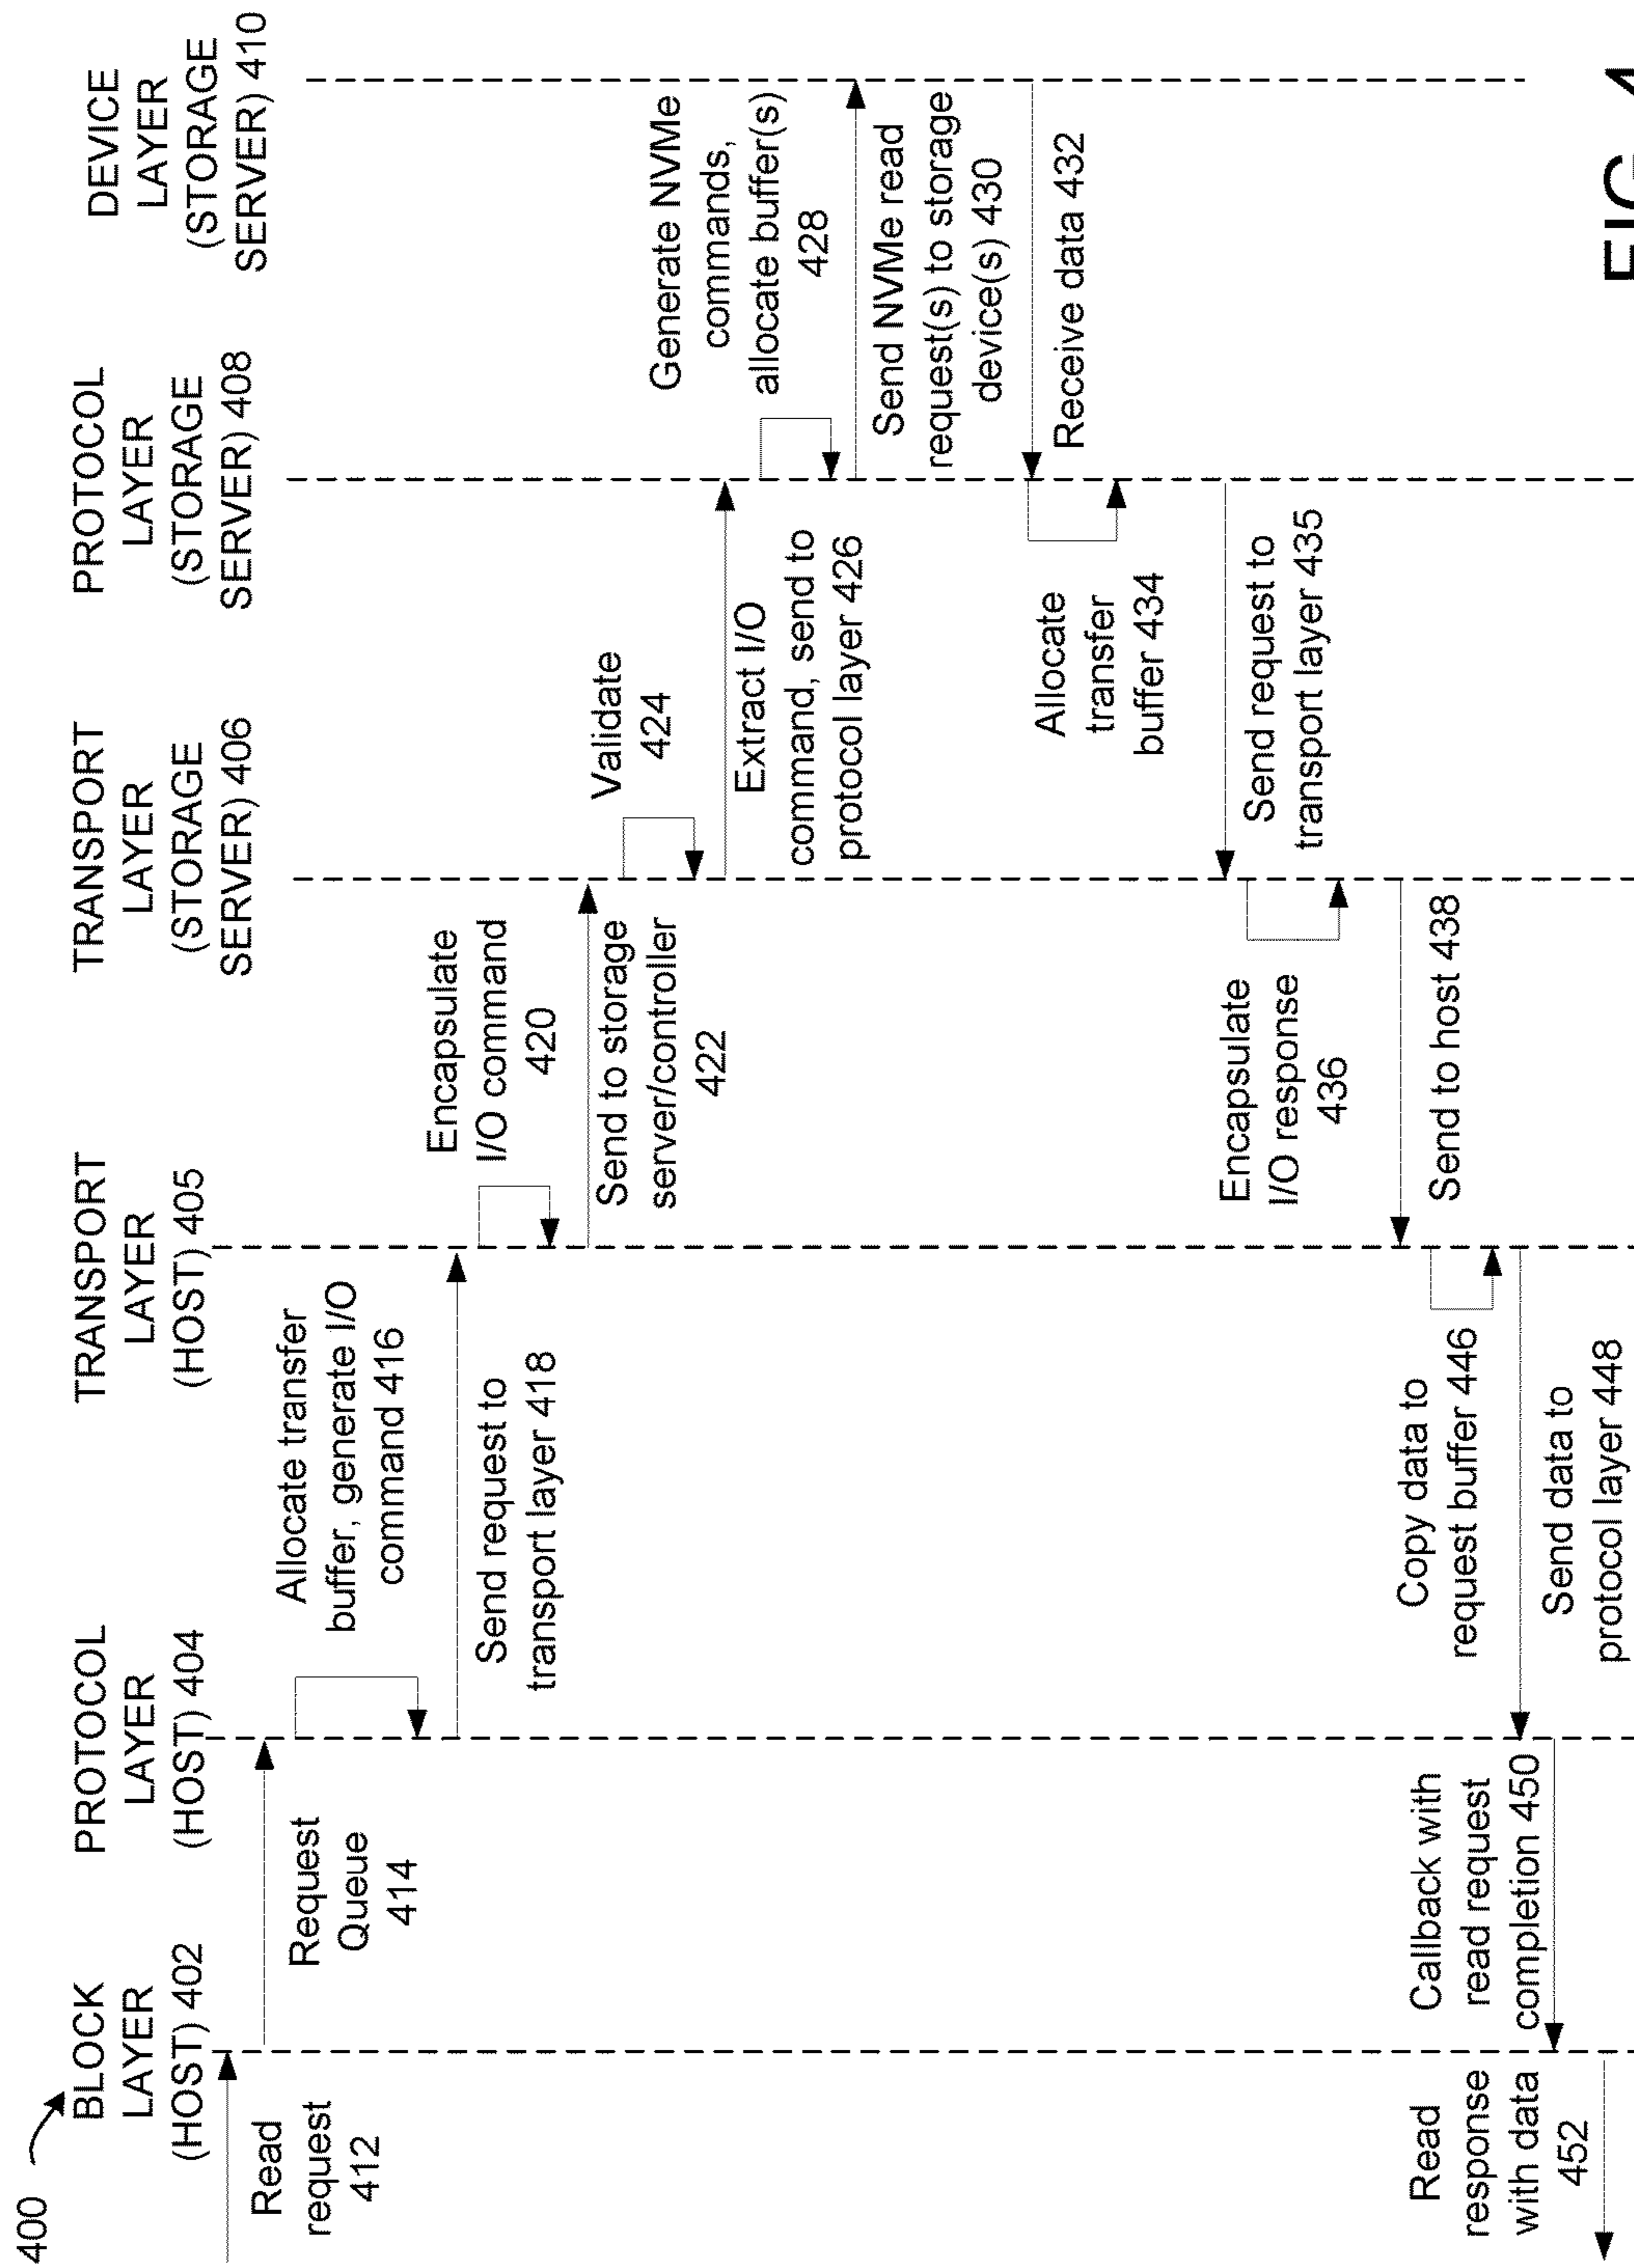 400
BLOCK
LAYER
(HOST) 402
PROTOCOL
LAYER
(HOST) 404
TRANSPORT
LAYER
(HOST) 405
TRANSPORT
LAYER
(STORAGE
SERVER) 406
PROTOCOL
LAYER
(STORAGE
SERVER) 408
DEVICE
LAYER
(STORAGE
SERVER) 410
Read
request
412
Request
Queue
414
Allocate transfer
buffer, generate I/O
command 416
Send request to
transport layer 418
Encapsulate
I/O command
420
Send to storage
server/controller
422
Validate
424
Extract I/O
command, send to
protocol layer 426
Generate NVMe
commands,
allocate buffer(s)
428
Send NVMe read
request(s) to storage
device(s) 430
Receive data 432
Allocate
transfer
buffer 434
Send request to
transport layer 435
Encapsulate
I/O response
436
Send to host 438
Copy data to
request buffer 446
Send data to
protocol layer 448
Callback with
read request
completion 450
Read
response
with data
452
FIG. 4